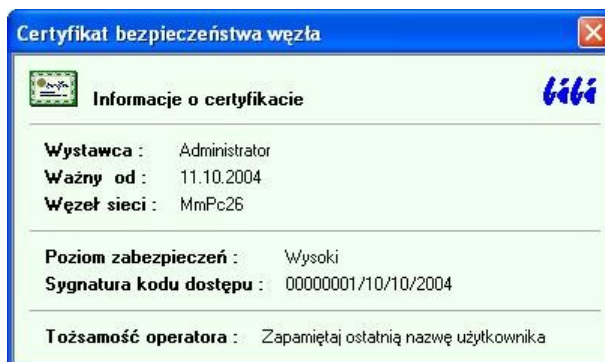 Certyfikat bezpieczeństwa węzła
Informacje o certyfikacie
Wystawca : Administrator
Ważny od : 11.10.2004
Węzeł sieci : MmPc26
Poziom zabezpieczeń : Wysoki
Sygnatura kodu dostępu : 00000001/10/10/2004
Tożsamość operatora : Zapamiętaj ostatnią nazwę użytkownika